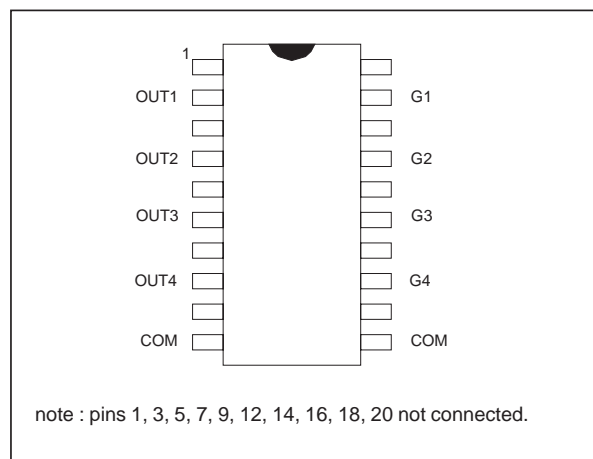 1
OUT1 G1
OUT2 G2
OUT3 G3
OUT4 G4
COM COM
note : pins 1, 3, 5, 7, 9, 12, 14, 16, 18, 20 not connected.